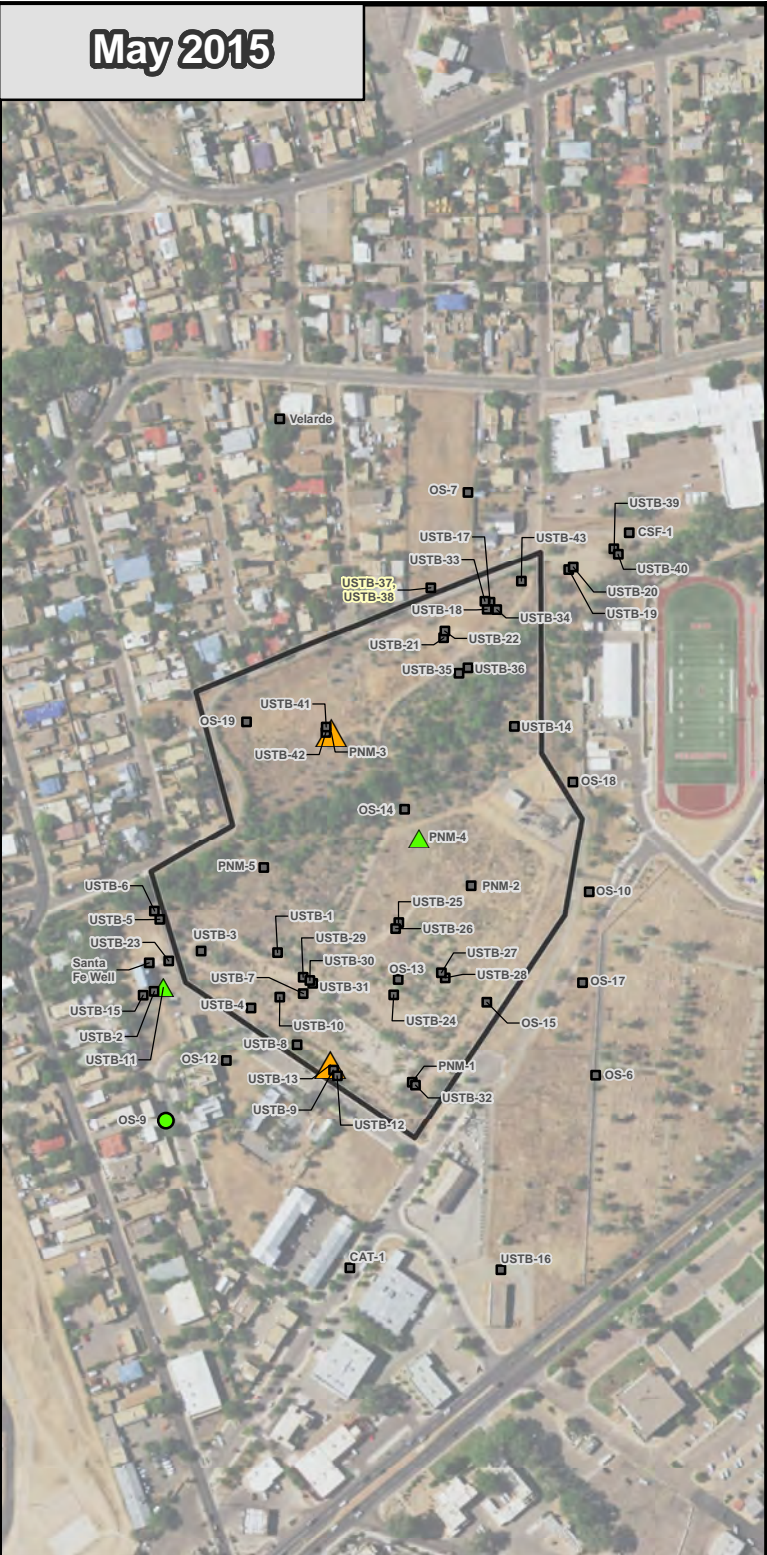 May 2015
Velarde
OS-7
USTB-39
CSF-1
USTB-17
USTB-43
USTB-33
USTB-40
USTB-37,
USTB-38
USTB-20
USTB-18
USTB-34
USTB-19
USTB-21
USTB-22
USTB-35
USTB-36
USTB-41
OS-19
USTB-14
USTB-42
PNM-3
OS-18
OS-14
PNM-4
PNM-5
USTB-6
PNM-2
OS-10
USTB-5
USTB-25
USTB-1
USTB-26
USTB-23
USTB-3
USTB-29
USTB-27
Santa
Fe Well
USTB-30
OS-13
USTB-28
USTB-7
USTB-31
OS-17
USTB-15
USTB-4
USTB-10
USTB-24
OS-15
USTB-2
USTB-8
USTB-11
OS-12
PNM-1
OS-6
USTB-13
USTB-32
USTB-9
OS-9
USTB-12
CAT-1
USTB-16